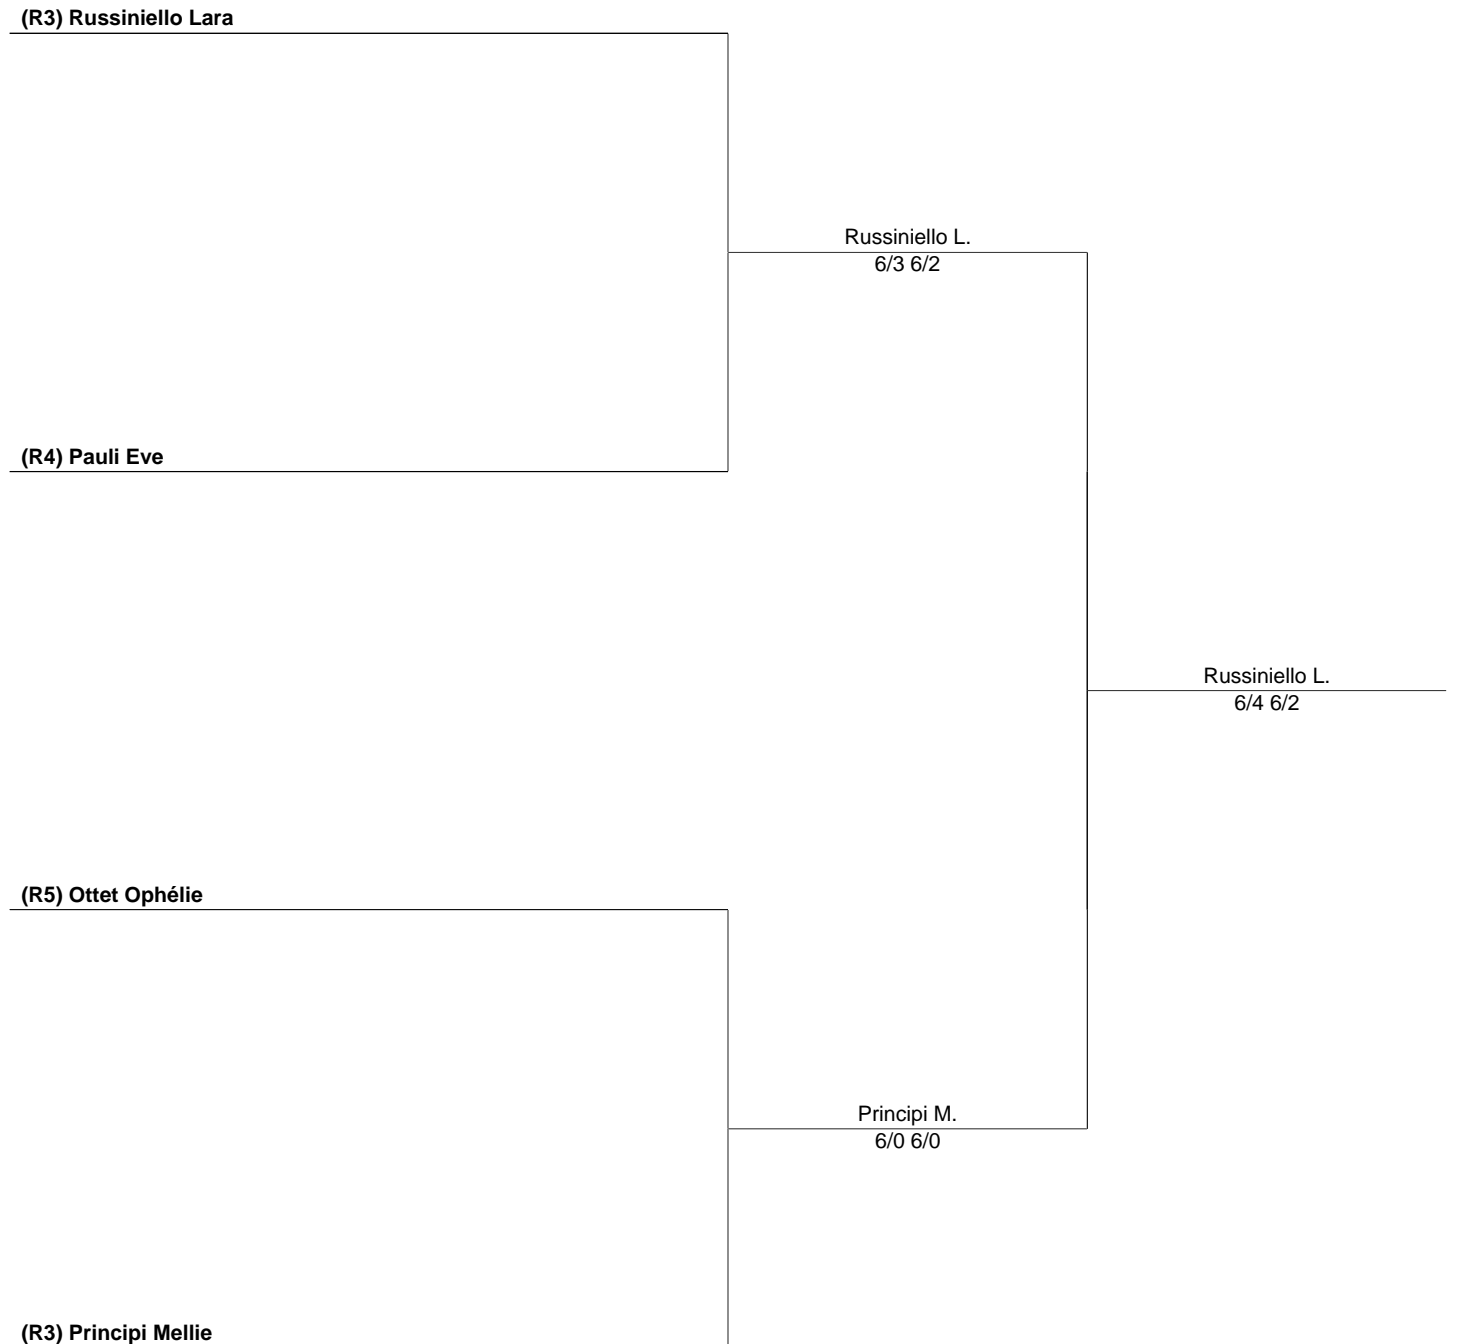 (R3) Russiniello Lara
Russiniello L.
6/3 6/2
(R4) Pauli Eve
Russiniello L.
6/4 6/2
(R5) Ottet Ophélie
Principi M.
6/0 6/0
(R3) Principi Mellie